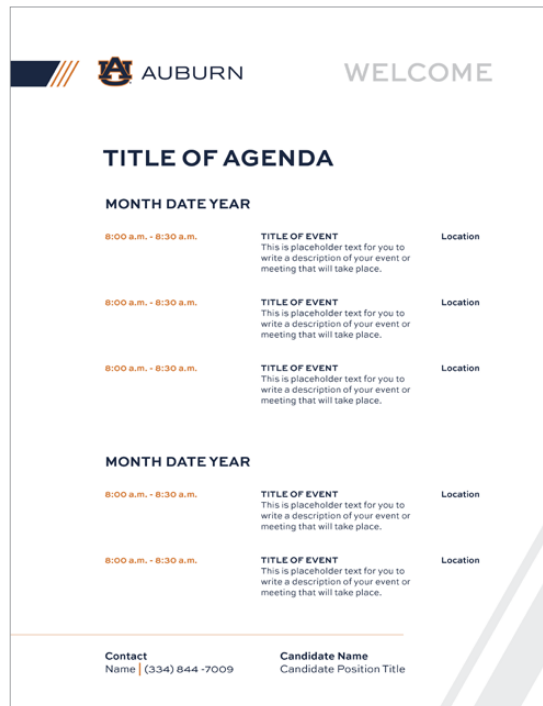 AUBURN
WELCOME
TITLE OF AGENDA
MONTH DATE YEAR
8:00 a.m. - 8:30 a.m.
TITLE OF EVENT
Location
This is placeholder text for you to
write a description of your event or
meeting that will take place.
8:00 a.m. - 8:30 a.m.
TITLE OF EVENT
Location
This is placeholder text for you to
write a description of your event or
meeting that will take place.
8:00 a.m. - 8:30 a.m.
TITLE OF EVENT
Location
This is placeholder text for you to
write a description of your event or
meeting that will take place.
MONTH DATE YEAR
8:00 a.m. - 8:30 a.m.
TITLE OF EVENT
Location
This is placeholder text for you to
write a description of your event or
meeting that will take place.
8:00 a.m. - 8:30 a.m.
TITLE OF EVENT
Location
This is placeholder text for you to
write a description of your event or
meeting that will take place.
Contact
Name | (334) 844 -7009
Candidate Name
Candidate Position Title